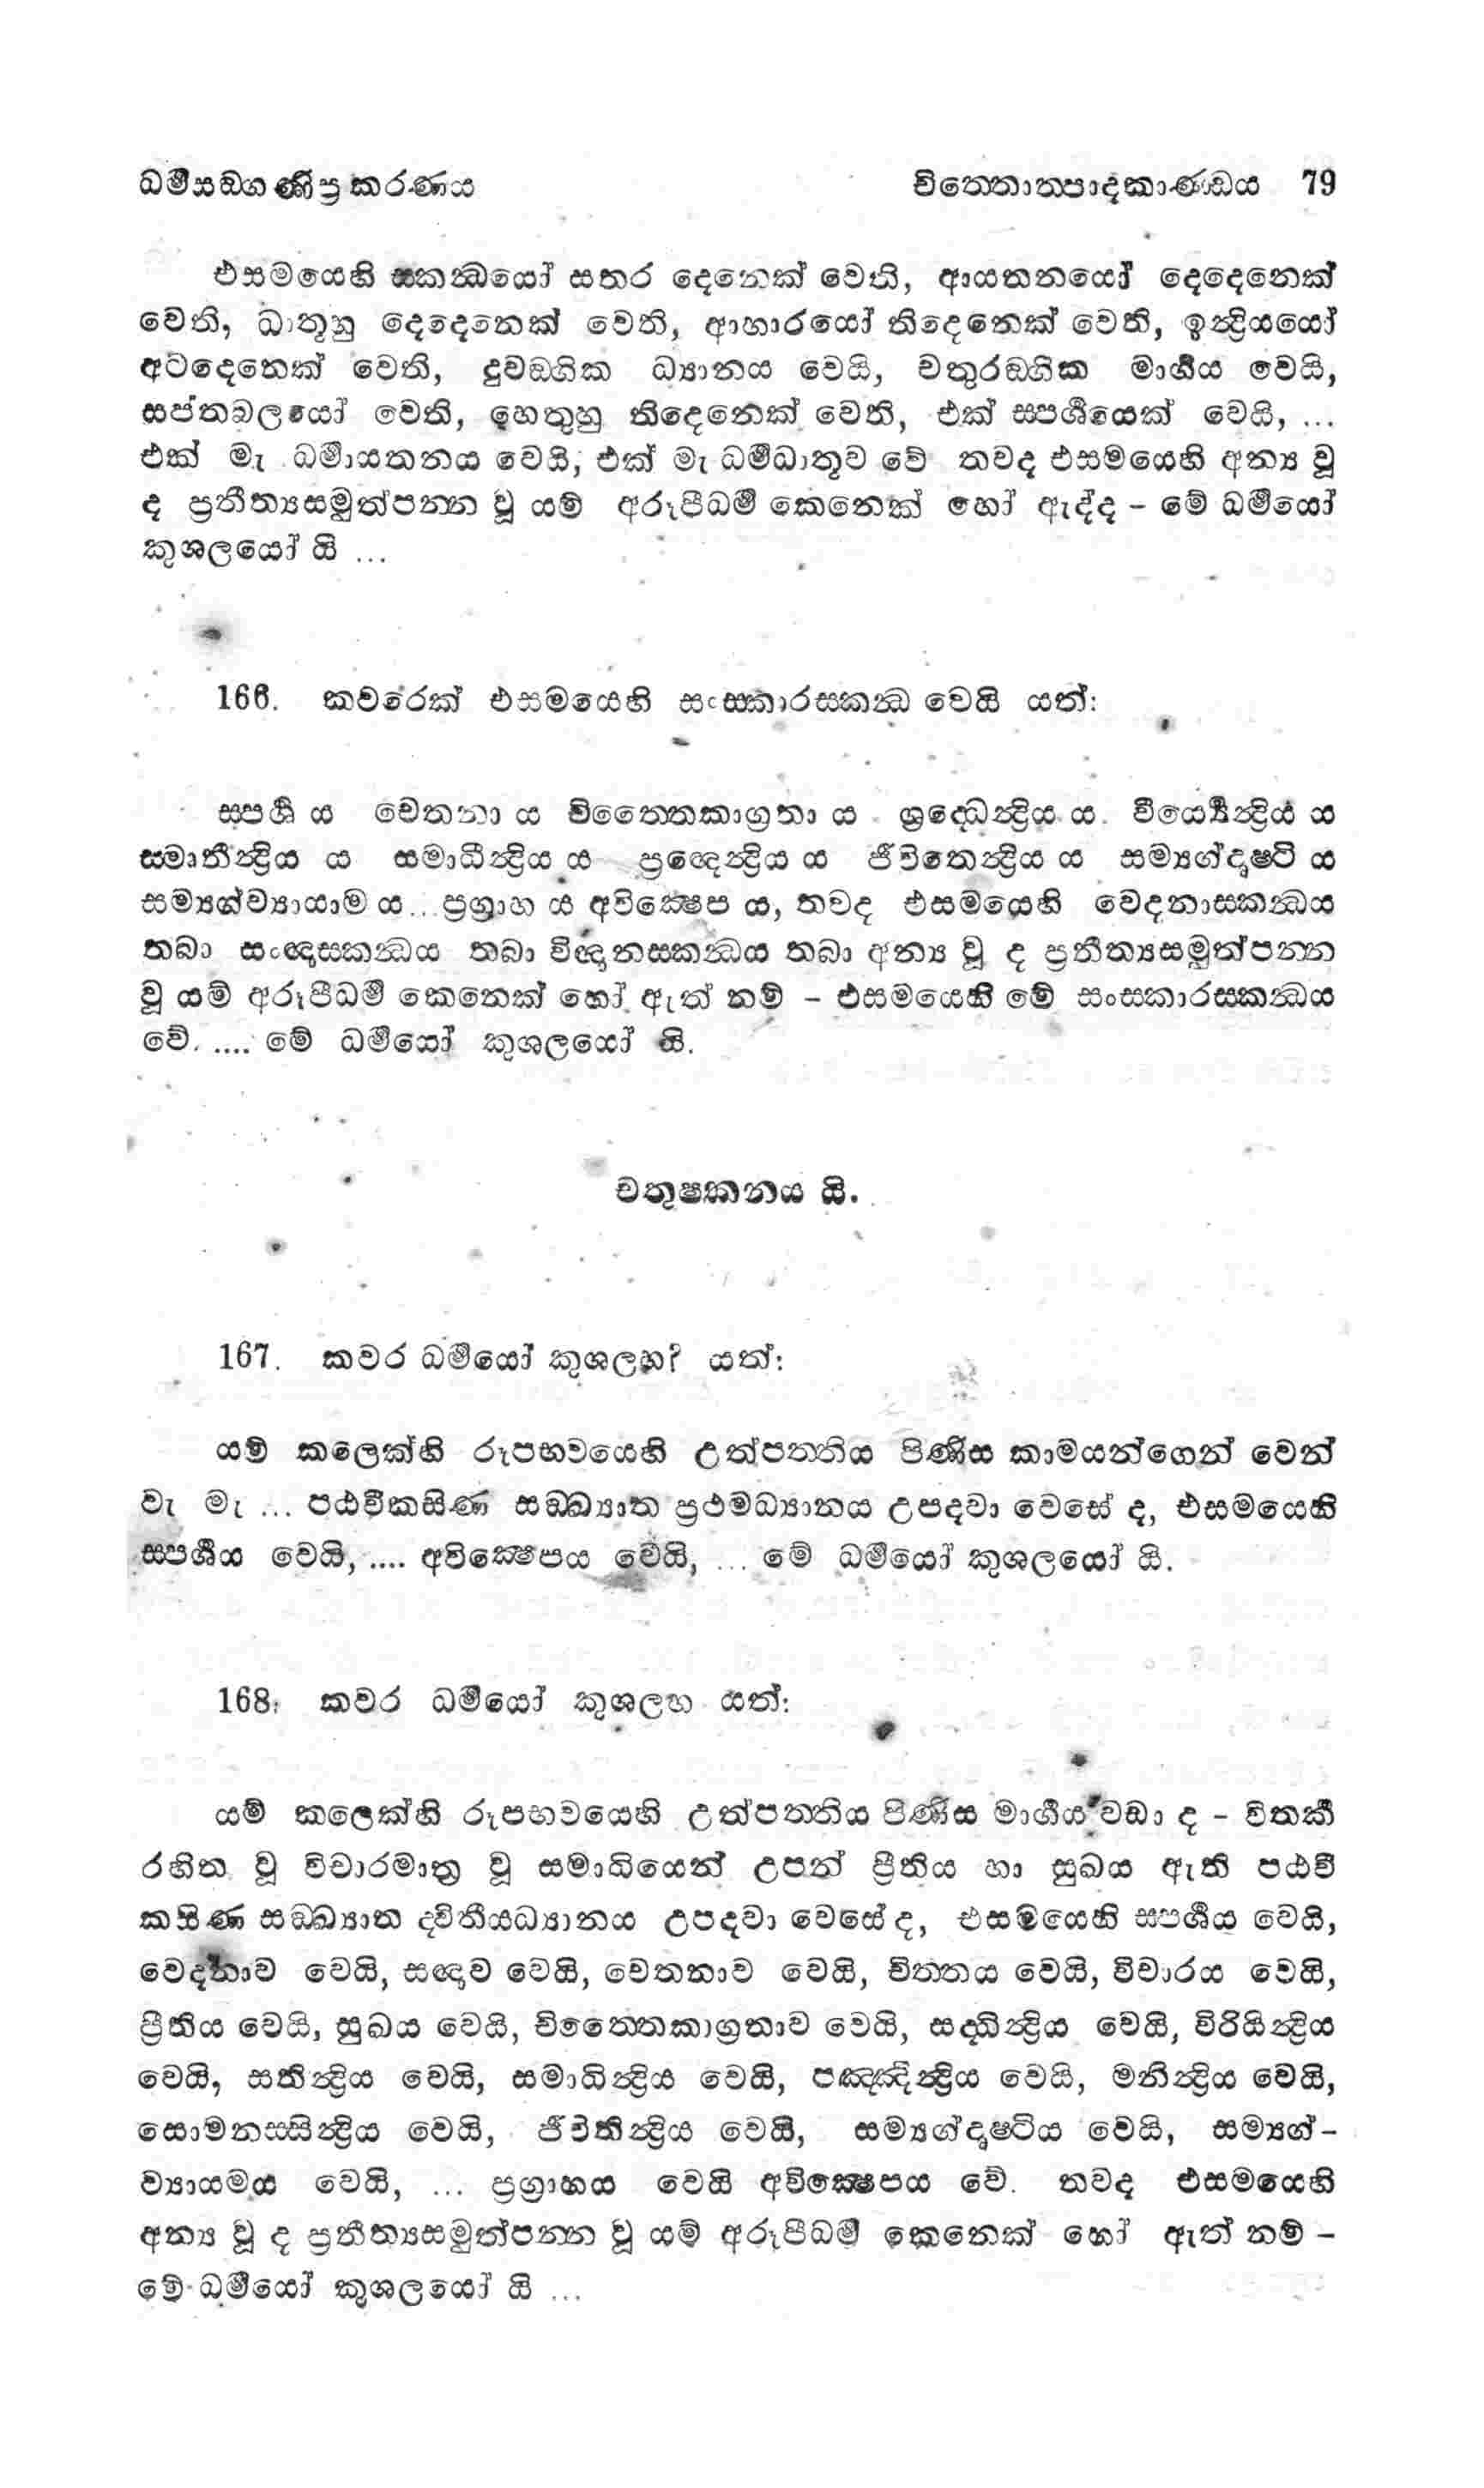 ධර්මසඞ්ගණිප්‍රකරණය චිත්තොත්පාදකාණ්ඩය 79
එසමයෙහි ස්කන්ධයෝ සතර දෙනෙක් වෙති, ආයතනයෝ දෙදෙනෙක්
වෙති, ධාතූහු දෙදෙනෙක් වෙති, ආහාරයෝ තිදෙනෙක් වෙති, ඉන්ද්‍රියයෝ
අටදෙනෙක් වෙති, දුවඞ්ගික ධ්‍යානය වෙයි, චතුරඞ්ගික මාර්ගය වෙයි,
සප්තබලයෝ වෙති, හෙතුහු තිදෙනෙක් වෙති, එක් ස්පර්ශයෙක් වෙයි, ...
එක් මැ ධර්මායතනය වෙයි, එක් මැ ධර්මධාතූව වේ තවද එසමයෙහි අන්‍ය වූ
ද ප්‍රතීත්‍යසමුත්පන්න වූ යම් අරූපීධර්ම කෙනෙක් හෝ ඇද්ද - මේ ධර්මයෝ
කුශලයෝ යි ...
166. කවරෙක් එසමයෙහි සංස්කාරස්කන්ධ වෙයි යත්:
ස්පර්ශ ය චෙතනා ය චිත්තෛකාග්‍රතා ය ශ්‍රද්ධෙන්ද්‍රිය ය වීර්‍ය්‍යෙන්ද්‍රිය ය
ස්මෘතීන්ද්‍රිය ය සමාධීන්ද්‍රිය ය ප්‍රඥෙන්ද්‍රිය ය ජීවිතෙන්ද්‍රිය ය සම්‍යග්දෘෂ්ටි ය
සම්‍යග්ව්‍යායාම ය... ප්‍රග්‍රාහ ය අවික්ෂෙප ය, තවද එසමයෙහි වෙදනාස්කන්ධය
තබා සංඥාස්කන්ධය තබා විඥානස්කන්ධය තබා අන්‍ය වූ ද ප්‍රතීත්‍යසමුත්පන්න
වූ යම් අරූපීධර්ම කෙනෙක් හෝ ඇත් නම් - එසමයෙහි මේ සංස්කාරස්කන්ධය
වේ. .... මේ ධර්මයෝ කුශලයෝ යි.
චතුෂ්කනය යි.
167. කවර ධර්මයෝ කුශලහ? යත්:
යම් කලෙක්හි රූපභවයෙහි උත්පත්තිය පිණිස කාමයන්ගෙන් වෙන්
වැ මැ ... පඨවීකසිණ සඞ්ඛ්‍යාත ප්‍රථමධ්‍යානය උපදවා වෙසේ ද, එසමයෙහි
ස්පර්ශය වෙයි, .... අවික්ෂෙපය වෙයි, ... මේ ධර්මයෝ කුශලයෝ යි.
168. කවර ධර්මයෝ කුශලහ යත්:
යම් කලෙක්හි රූපභවයෙහි උත්පත්තිය පිණිස මාර්ගය වඩා ද - විතර්ක
රහිත වූ විචාරමාත්‍ර වූ සමාධියෙන් උපන් ප්‍රීතිය හා සුඛය ඇති පඨවී
කසිණ සඞ්ඛ්‍යාත ද්විතීයධ්‍යානය උපදවා වෙසේ ද, එසමයෙහි ස්පර්ශය වෙයි,
වෙදනාව වෙයි, සඥාව වෙයි, චෙතනාව වෙයි, චිත්තය වෙයි, විචාරය වෙයි,
ප්‍රීතිය වෙයි, සුඛය වෙයි, චිත්තෛකාග්‍රතාව වෙයි, සද්ධින්ද්‍රිය වෙයි, විරියින්ද්‍රිය
වෙයි, සතින්ද්‍රිය වෙයි, සමාධින්ද්‍රිය වෙයි, පඤ්ඤින්ද්‍රිය වෙයි, මනින්ද්‍රිය වෙයි,
සොමනස්සින්ද්‍රිය වෙයි, ජීවිතින්ද්‍රිය වෙයි, සම්‍යග්දෘෂ්ටිය වෙයි, සම්‍යග්-
ව්‍යායමය වෙයි, ... ප්‍රග්‍රාහය වෙයි අවික්ෂෙපය වේ. තවද එසමයෙහි
අන්‍ය වූ ද ප්‍රතීත්‍යසමුත්පන්න වූ යම් අරූපීධර්ම කෙනෙක් හෝ ඇත් නම් -
මේ ධර්මයෝ කුශලයෝ යි ...